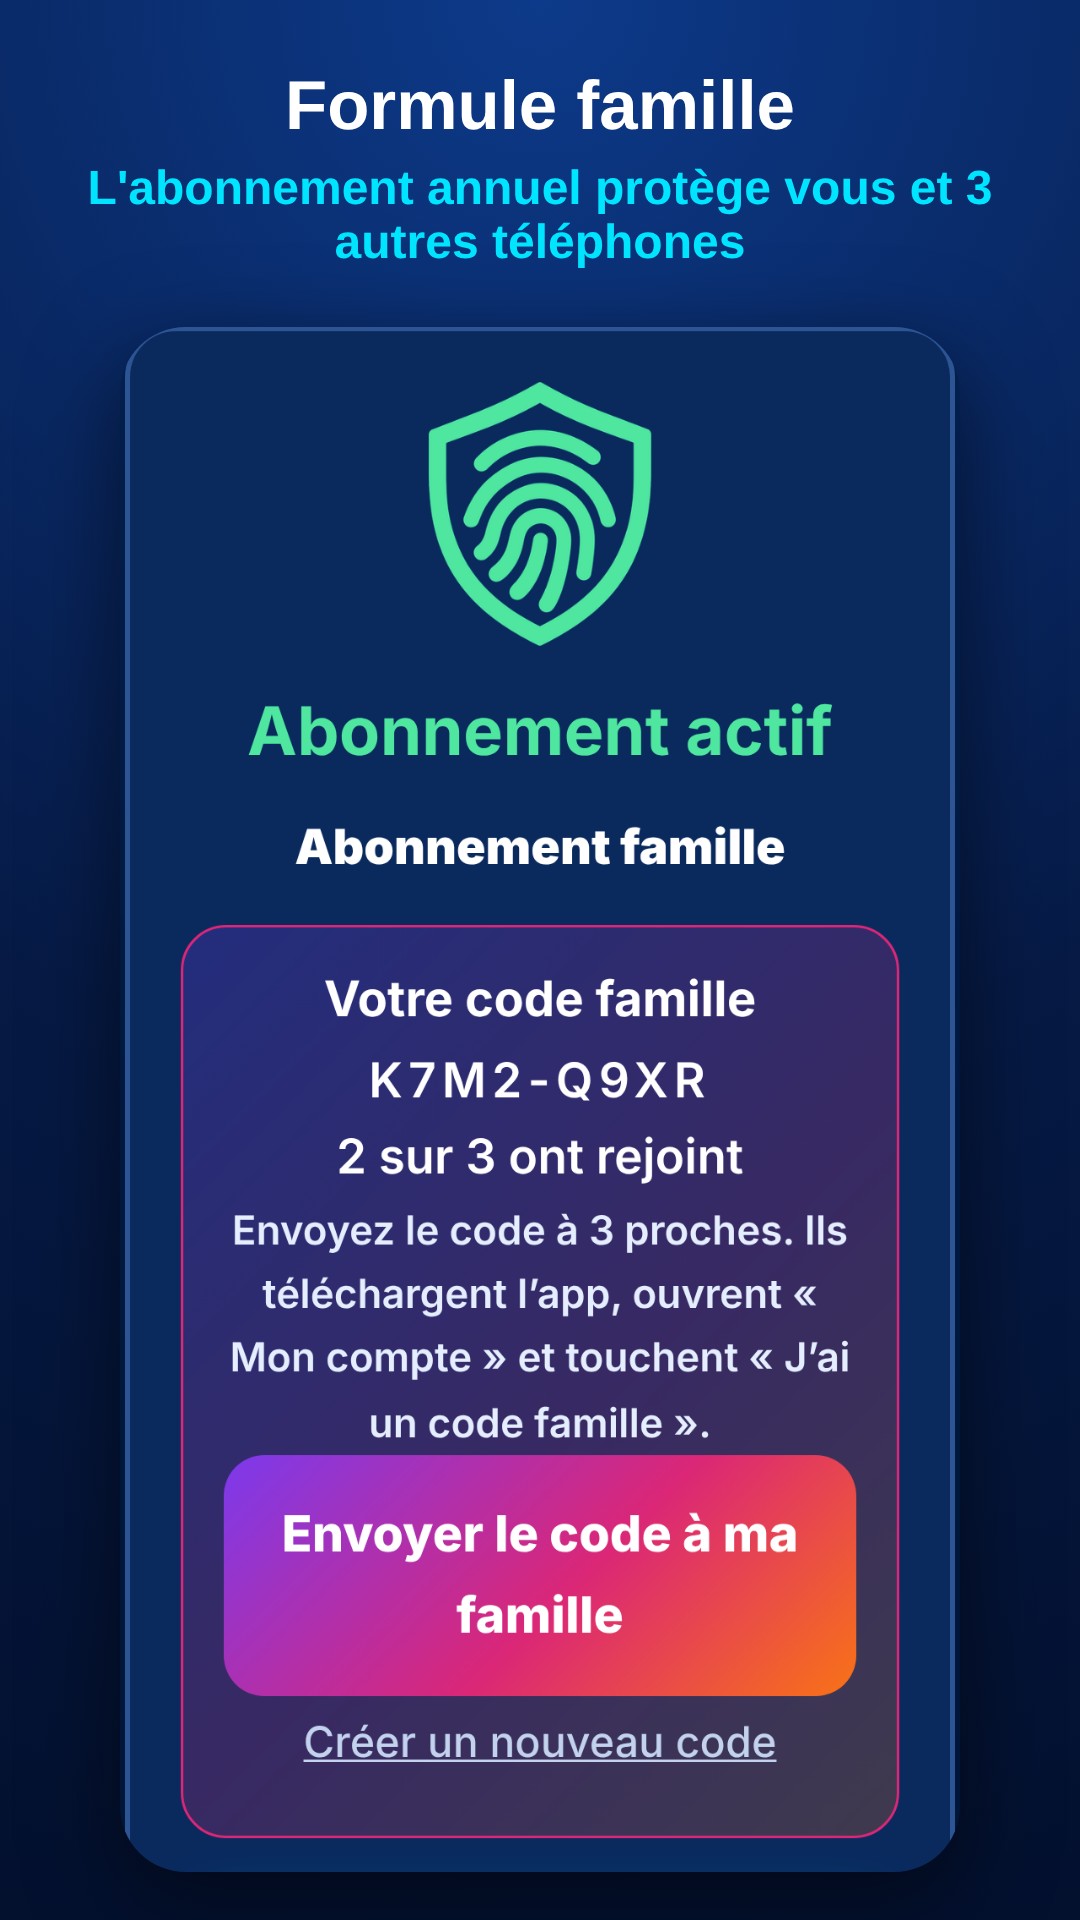 Formule famille
L'abonnement annuel protège vous et 3
autres téléphones
Abonnement actif
Abonnement famille
Votre code famille
K7M2-Q9XR
2 sur 3 ont rejoint
Envoyez le code à 3 proches. Ils
téléchargent l’app, ouvrent «
Mon compte » et touchent « J’ai
un code famille ».
Envoyer le code à ma
famille
Créer un nouveau code